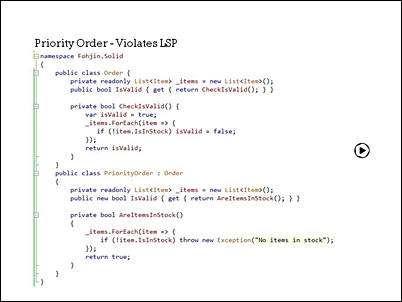 Priority Order - Violates LSP
namespace Fohjin.Solid
{
public class Order {
private readonly List<Item> _items = new List<Item>();
public bool IsValid { get { return CheckIsValid(); } }
private bool CheckIsValid() {
var isValid = true;
_items.ForEach(item => {
if (!item.IsInStock) isValid = false;
});
return isValid;
}
}
public class PriorityOrder : Order
{
private readonly List<Item> _items = new List<Item>();
public new bool IsValid { get { return AreItemsInStock(); } }
private bool AreItemsInStock()
{
_items.ForEach(item => {
if (!item.IsInStock) throw new Exception("No items in stock");
});
return true;
}
}
}